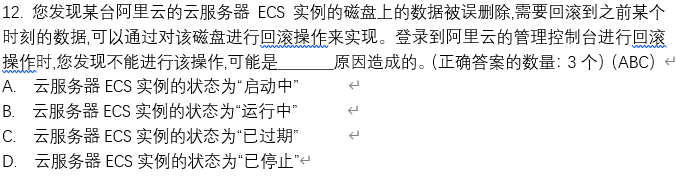 12. 您发现某台阿里云的云服务器 ECS 实例的磁盘上的数据被误删除,需要回滚到之前某个
时刻的数据,可以通过对该磁盘进行回滚操作来实现。登录到阿里云的管理控制台进行回滚
操作时,您发现不能进行该操作,可能是______原因造成的。(正确答案的数量: 3 个) (ABC) ↵
A. 云服务器 ECS 实例的状态为“启动中” ↵
B. 云服务器 ECS 实例的状态为“运行中” ↵
C. 云服务器 ECS 实例的状态为“已过期” ↵
D. 云服务器 ECS 实例的状态为“已停止”↵